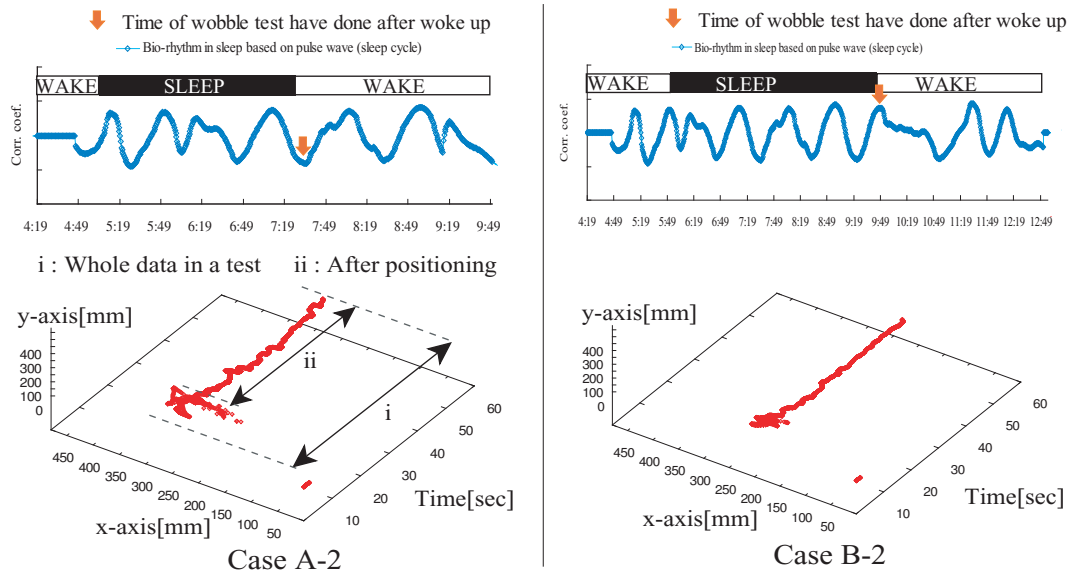 Time of wobble test have done after woke up
Bio-rhythm in sleep based on pulse wave (sleep cycle)
WAKE SLEEP WAKE
Corr. coef.
4:19 4:49 5:19 5:49 6:19 6:49 7:19 7:49 8:19 8:49 9:19 9:49
i : Whole data in a test ii : After positioning
y-axis[mm]
400
300
200
100
0
ii
i
450 400 350 300 250 200 150 100 50
x-axis[mm]
10 20 30 40 50 60
Time[sec]
Case A-2
Time of wobble test have done after woke up
Bio-rhythm in sleep based on pulse wave (sleep cycle)
WAKE SLEEP WAKE
Corr. coef.
4:19 4:49 5:19 5:49 6:19 6:49 7:19 7:49 8:19 8:49 9:19 9:49 10:19 10:49 11:19 11:49 12:19 12:49
y-axis[mm]
400
300
200
100
0
450 400 350 300 250 200 150 100 50
x-axis[mm]
10 20 30 40 50 60
Time[sec]
Case B-2